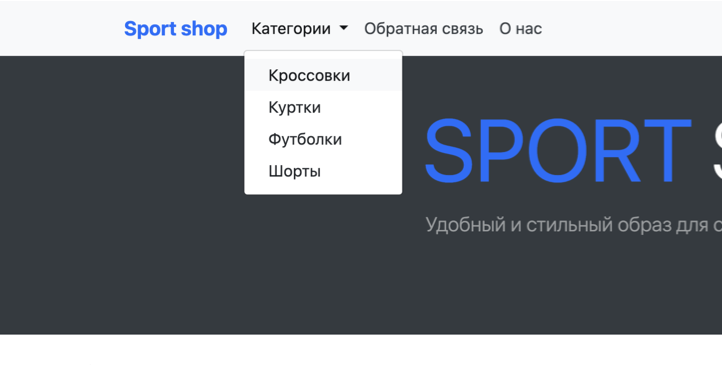 Sport shop Категории Обратная связь О нас
Кроссовки
Куртки
Футболки
Шорты
SPORT
Удобный и стильный образ для